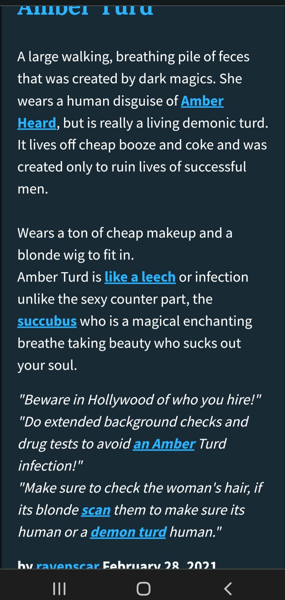 Amber Turd
A large walking, breathing pile of feces
that was created by dark magics. She
wears a human disguise of Amber
Heard, but is really a living demonic turd.
It lives off cheap booze and coke and was
created only to ruin lives of successful
men.
Wears a ton of cheap makeup and a
blonde wig to fit in.
Amber Turd is like a leech or infection
unlike the sexy counter part, the
succubus who is a magical enchanting
breathe taking beauty who sucks out
your soul.
"Beware in Hollywood of who you hire!"
"Do extended background checks and
drug tests to avoid an Amber Turd
infection!"
"Make sure to check the woman's hair, if
its blonde scan them to make sure its
human or a demon turd human."
by ravenscar February 28, 2021